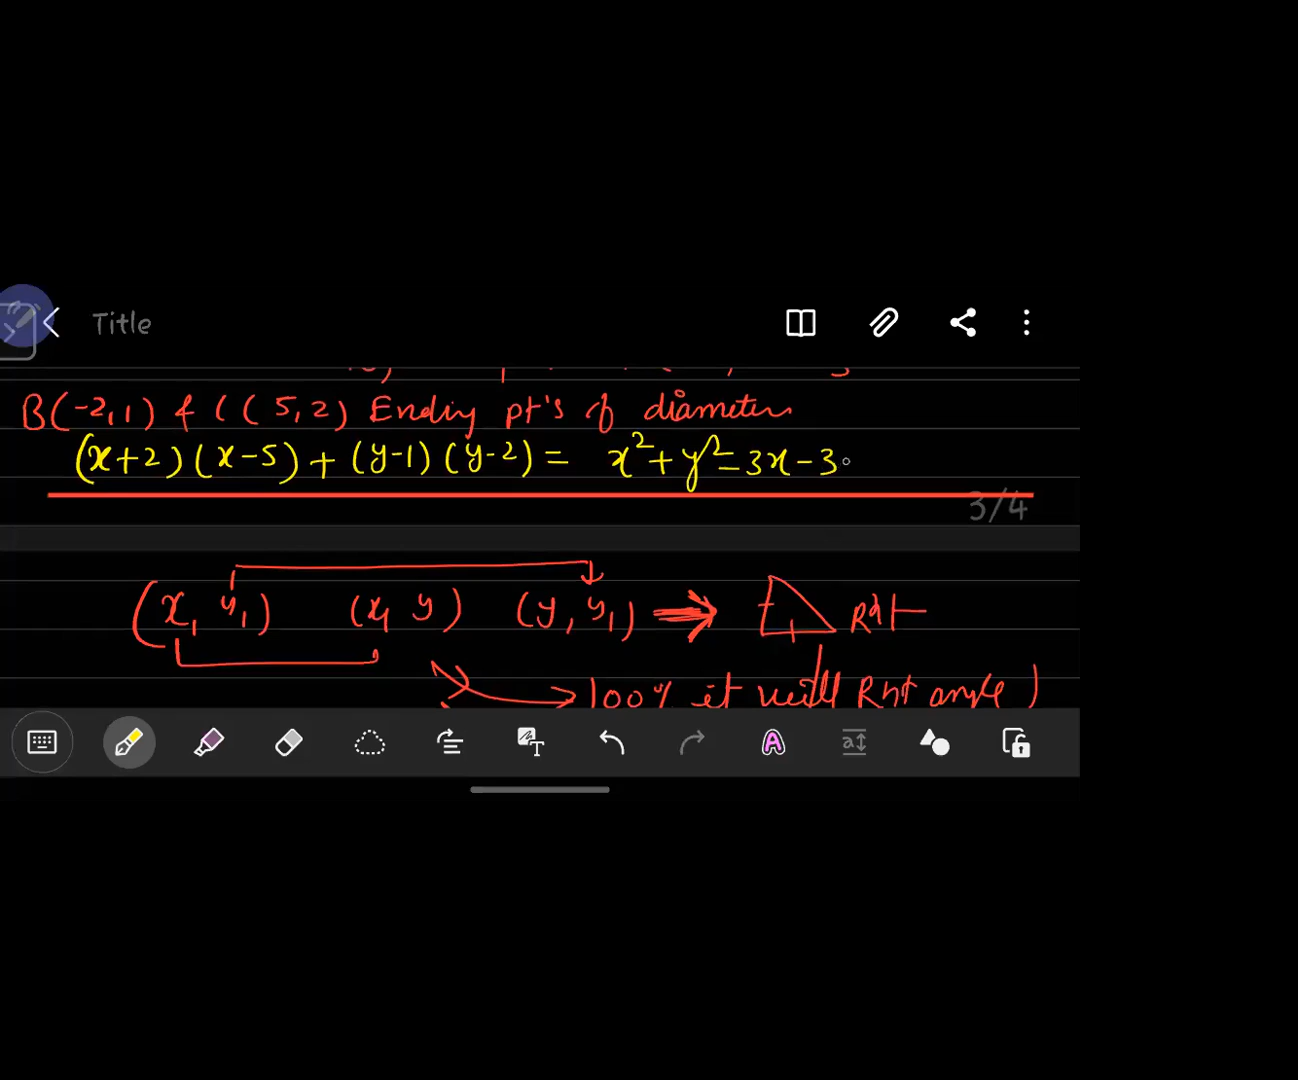 Title
B(-2,1) & ( ( 5,2) Ending pt's of diameter
(x+2)(x-5)+(y-1)(y-2)= x²+y²-3x-3
3/4
(x, y₁) (x, y) (y, y₁) ⇒
100% it will Rht angle )